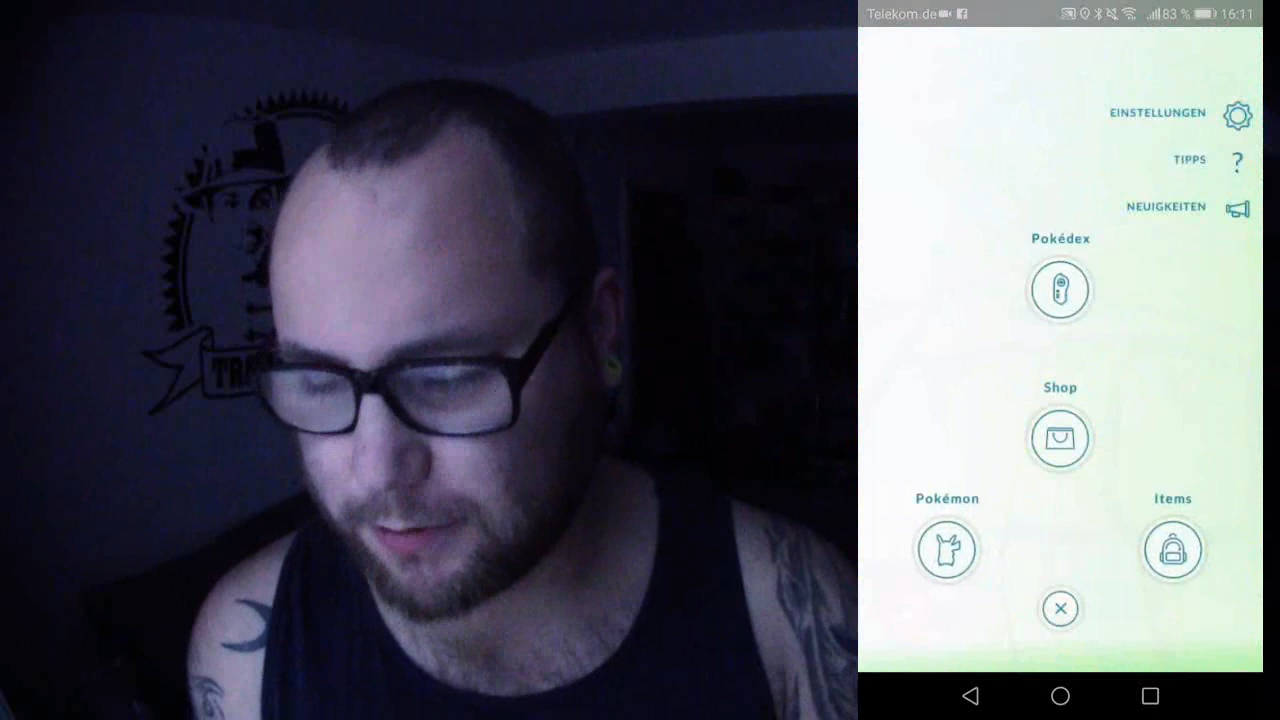 Telekom.de 83 % 16:11
EINSTELLUNGEN
TIPPS ?
NEUIGKEITEN
Pokédex
Shop
Pokémon Items